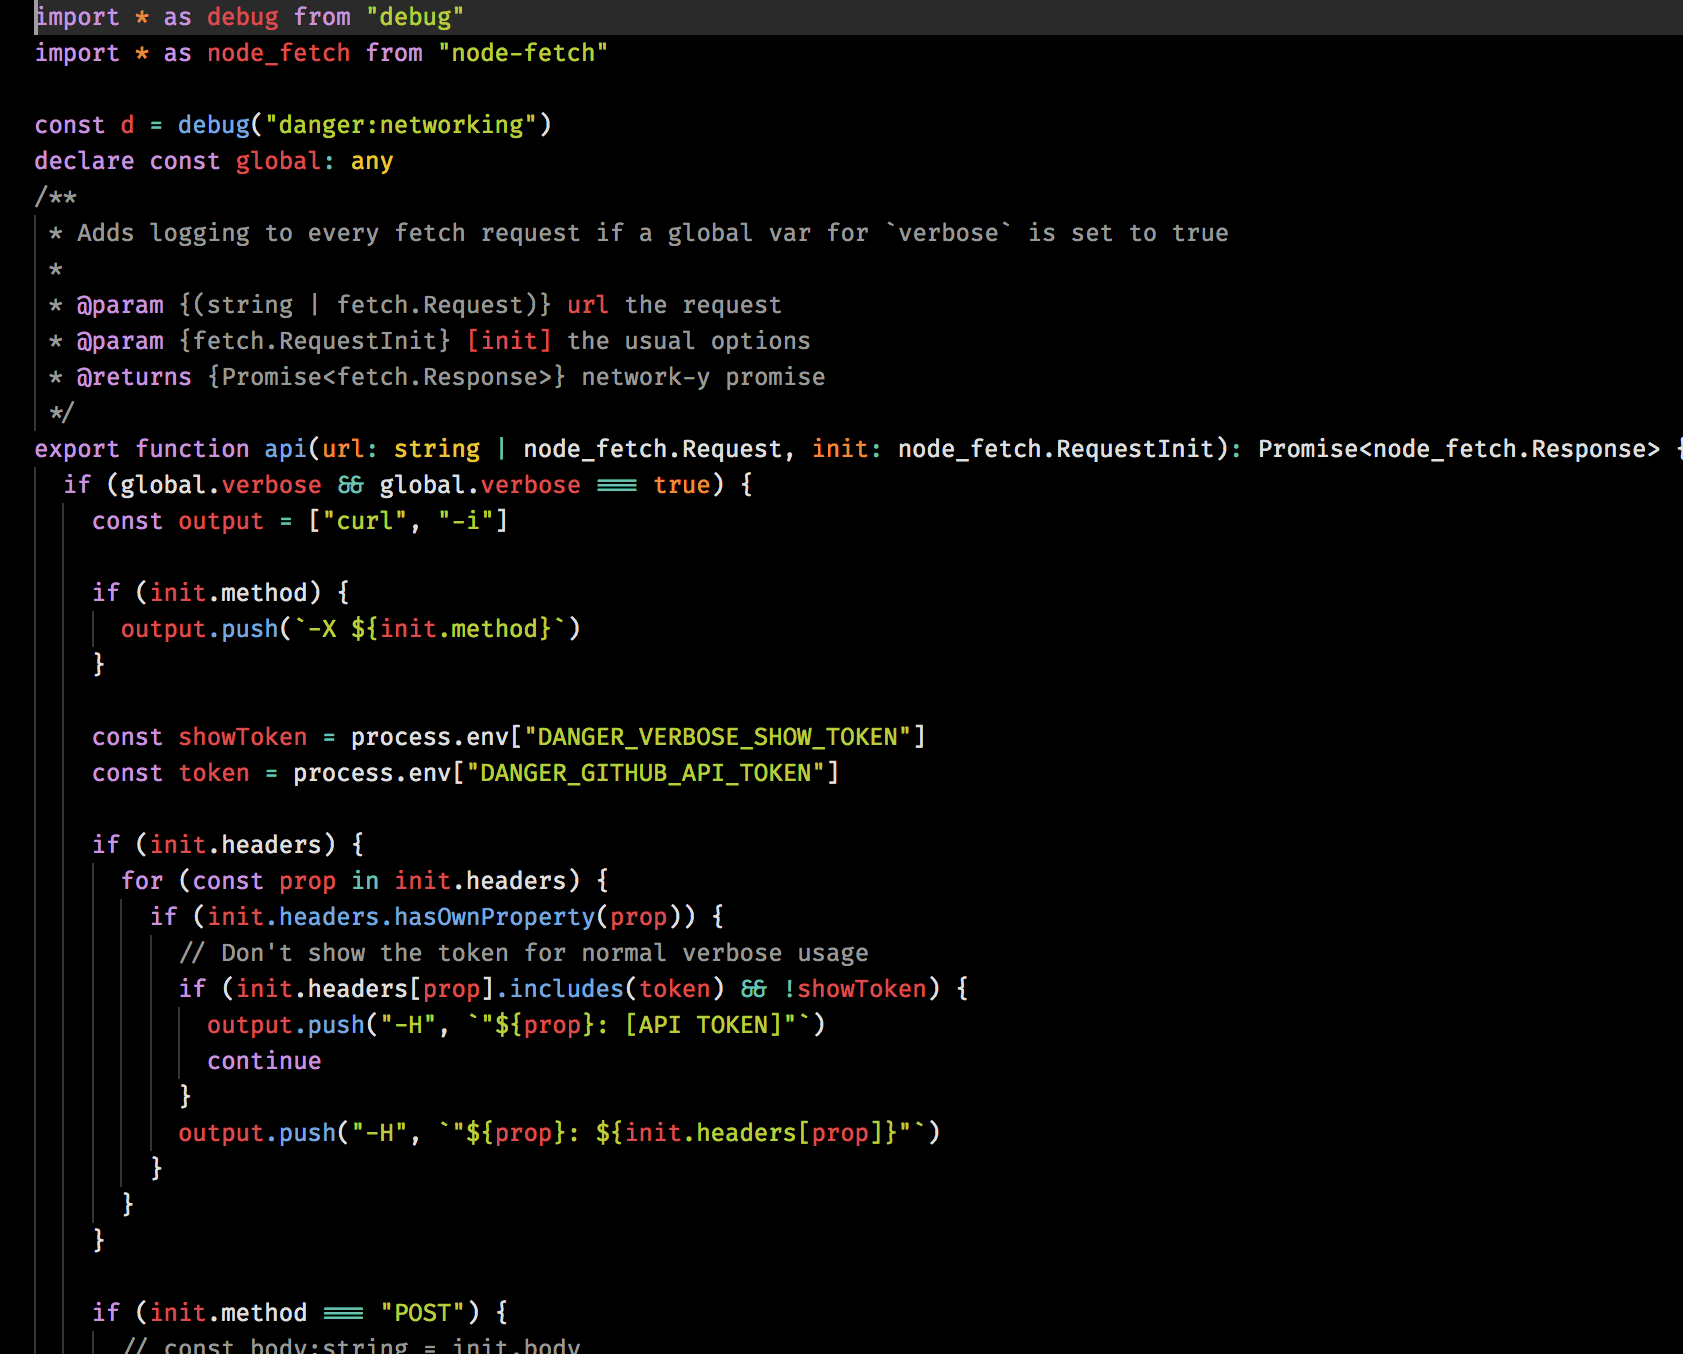 import * as debug from "debug"
import * as node_fetch from "node-fetch"

const d = debug("danger:networking")
declare const global: any
/**
 * Adds logging to every fetch request if a global var for `verbose` is set to true
 *
 * @param {(string | fetch.Request)} url the request
 * @param {fetch.RequestInit} [init] the usual options
 * @returns {Promise<fetch.Response>} network-y promise
 */
export function api(url: string | node_fetch.Request, init: node_fetch.RequestInit): Promise<node_fetch.Response> {
  if (global.verbose && global.verbose === true) {
    const output = ["curl", "-i"]

    if (init.method) {
      output.push(`-X ${init.method}`)
    }

    const showToken = process.env["DANGER_VERBOSE_SHOW_TOKEN"]
    const token = process.env["DANGER_GITHUB_API_TOKEN"]

    if (init.headers) {
      for (const prop in init.headers) {
        if (init.headers.hasOwnProperty(prop)) {
          // Don't show the token for normal verbose usage
          if (init.headers[prop].includes(token) && !showToken) {
            output.push("-H", `"${prop}: [API TOKEN]"`)
            continue
          }
          output.push("-H", `"${prop}: ${init.headers[prop]}"`)
        }
      }
    }

    if (init.method === "POST") {
      // const body:string = init.body